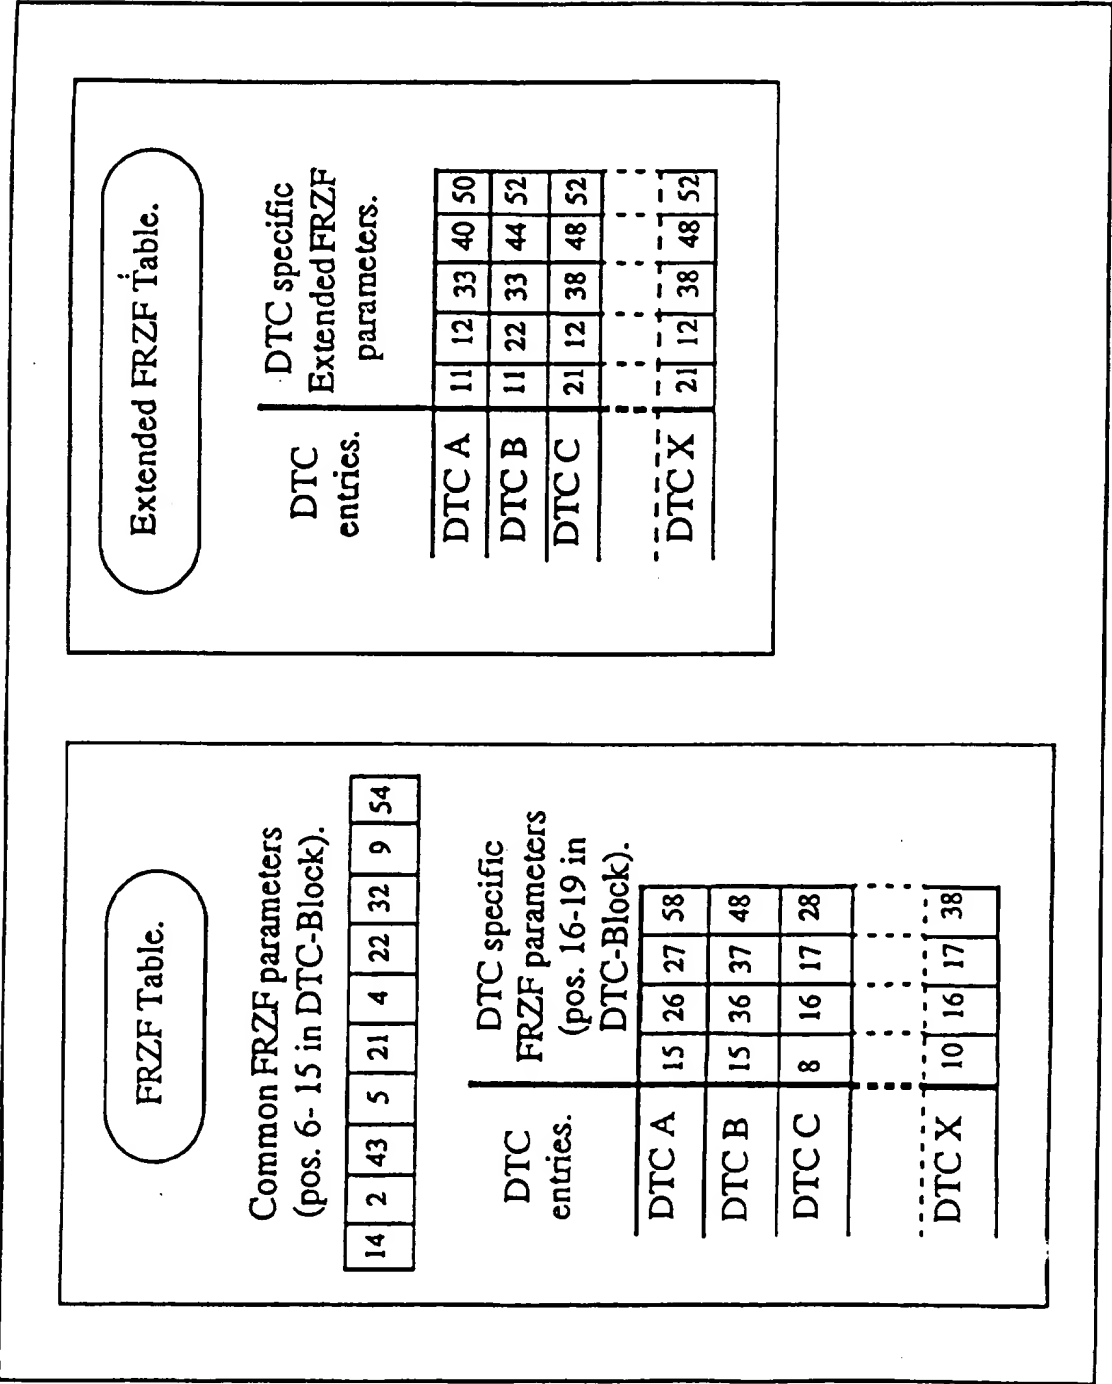 FRZF Table.
Common FRZF parameters
(pos. 6- 15 in DTC-Block).
14 2 43 5 21 4 22 32 9 54
DTC
entries.
DTC specific
FRZF parameters
(pos. 16-19 in
DTC-Block).
DTC A 15 26 27 58
DTC B 15 36 37 48
DTC C 8 16 17 28
DTC X 10 16 17 38
Extended FRZF Table.
DTC
entries.
DTC specific
Extended FRZF
parameters.
DTC A 11 12 33 40 50
DTC B 11 22 33 44 52
DTC C 21 12 38 48 52
DTC X 21 12 38 48 52